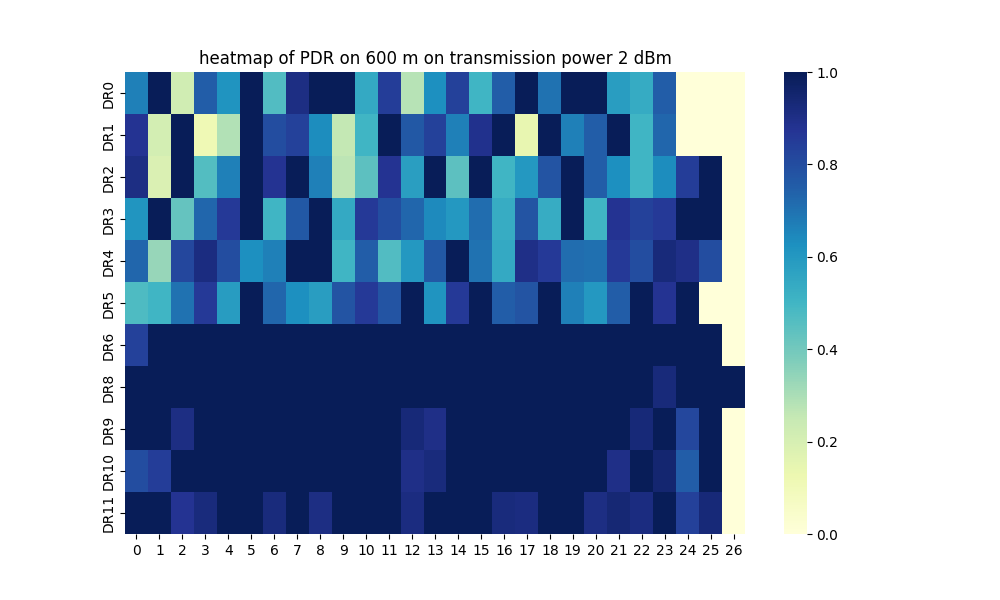 heatmap of PDR on 600 m on transmission power 2 dBm
DR0
DR1
DR2
DR3
DR4
DR5
DR6
DR8
DR9
DR10
DR11
0 1 2 3 4 5 6 7 8 9 10 11 12 13 14 15 16 17 18 19 20 21 22 23 24 25 26
1.0
0.8
0.6
0.4
0.2
0.0